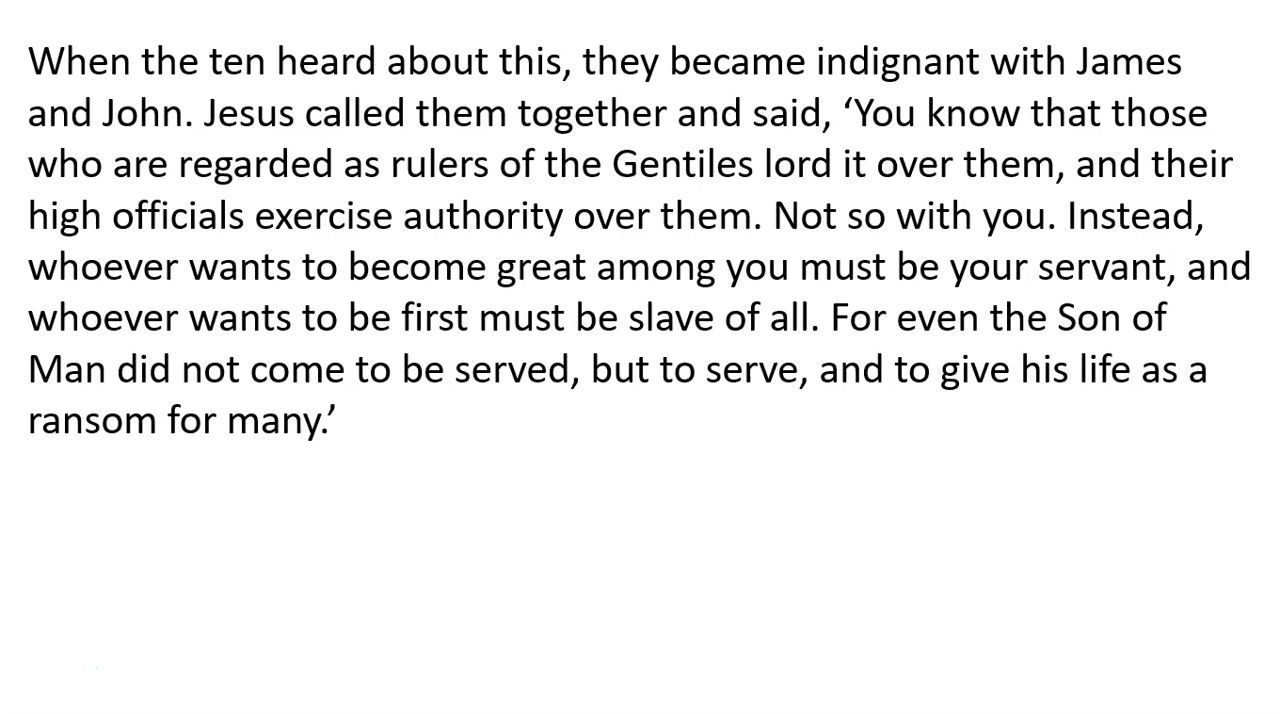 When the ten heard about this, they became indignant with James
and John. Jesus called them together and said, ‘You know that those
who are regarded as rulers of the Gentiles lord it over them, and their
high officials exercise authority over them. Not so with you. Instead,
whoever wants to become great among you must be your servant, and
whoever wants to be first must be slave of all. For even the Son of
Man did not come to be served, but to serve, and to give his life as a
ransom for many.’